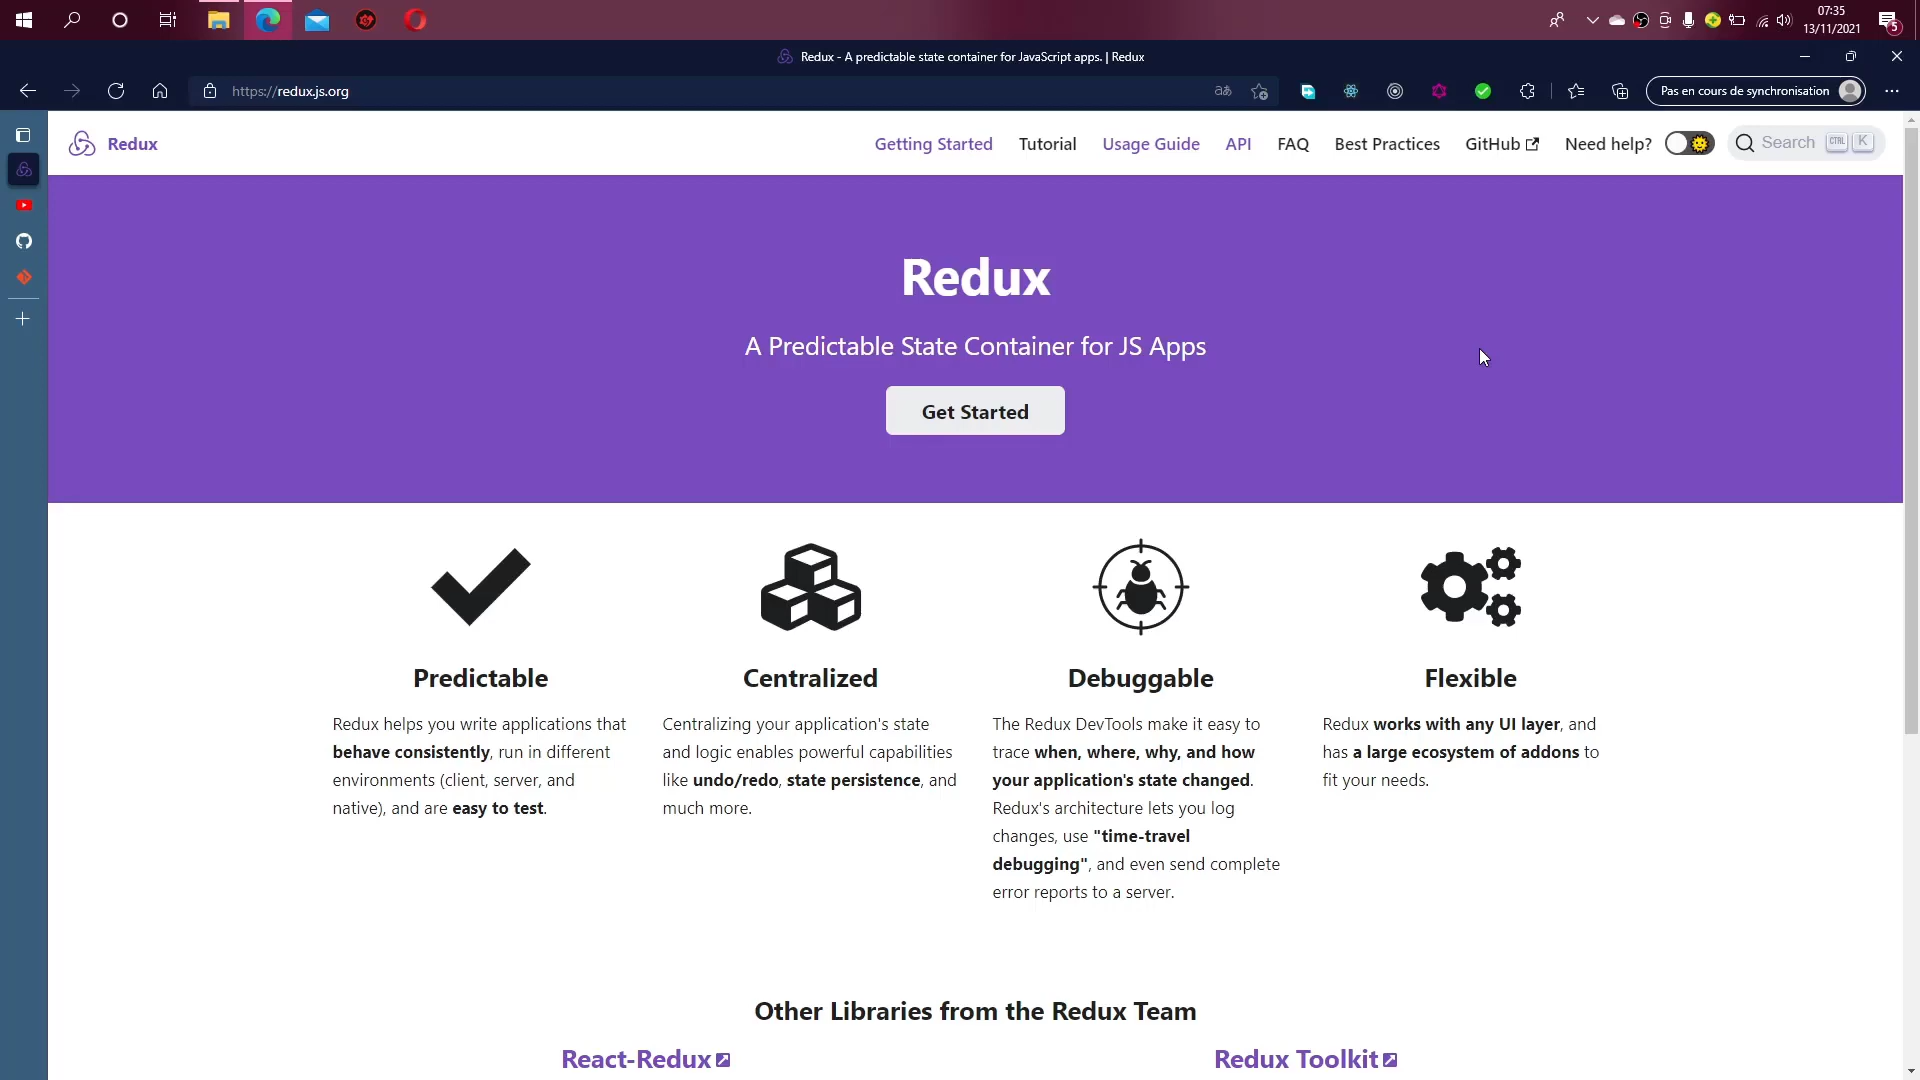 07:35
13/11/2021
5
Redux - A predictable state container for JavaScript apps. | Redux
https://redux.js.org
aあ
Pas en cours de synchronisation
Redux
Getting Started Tutorial Usage Guide API FAQ Best Practices GitHub Need help? Search CTRL K
Redux
A Predictable State Container for JS Apps
Get Started
Predictable
Redux helps you write applications that
behave consistently, run in different
environments (client, server, and
native), and are easy to test.
Centralized
Centralizing your application's state
and logic enables powerful capabilities
like undo/redo, state persistence, and
much more.
Debuggable
The Redux DevTools make it easy to
trace when, where, why, and how
your application's state changed.
Redux's architecture lets you log
changes, use "time-travel
debugging", and even send complete
error reports to a server.
Flexible
Redux works with any UI layer, and
has a large ecosystem of addons to
fit your needs.
Other Libraries from the Redux Team
React-Redux
Redux Toolkit